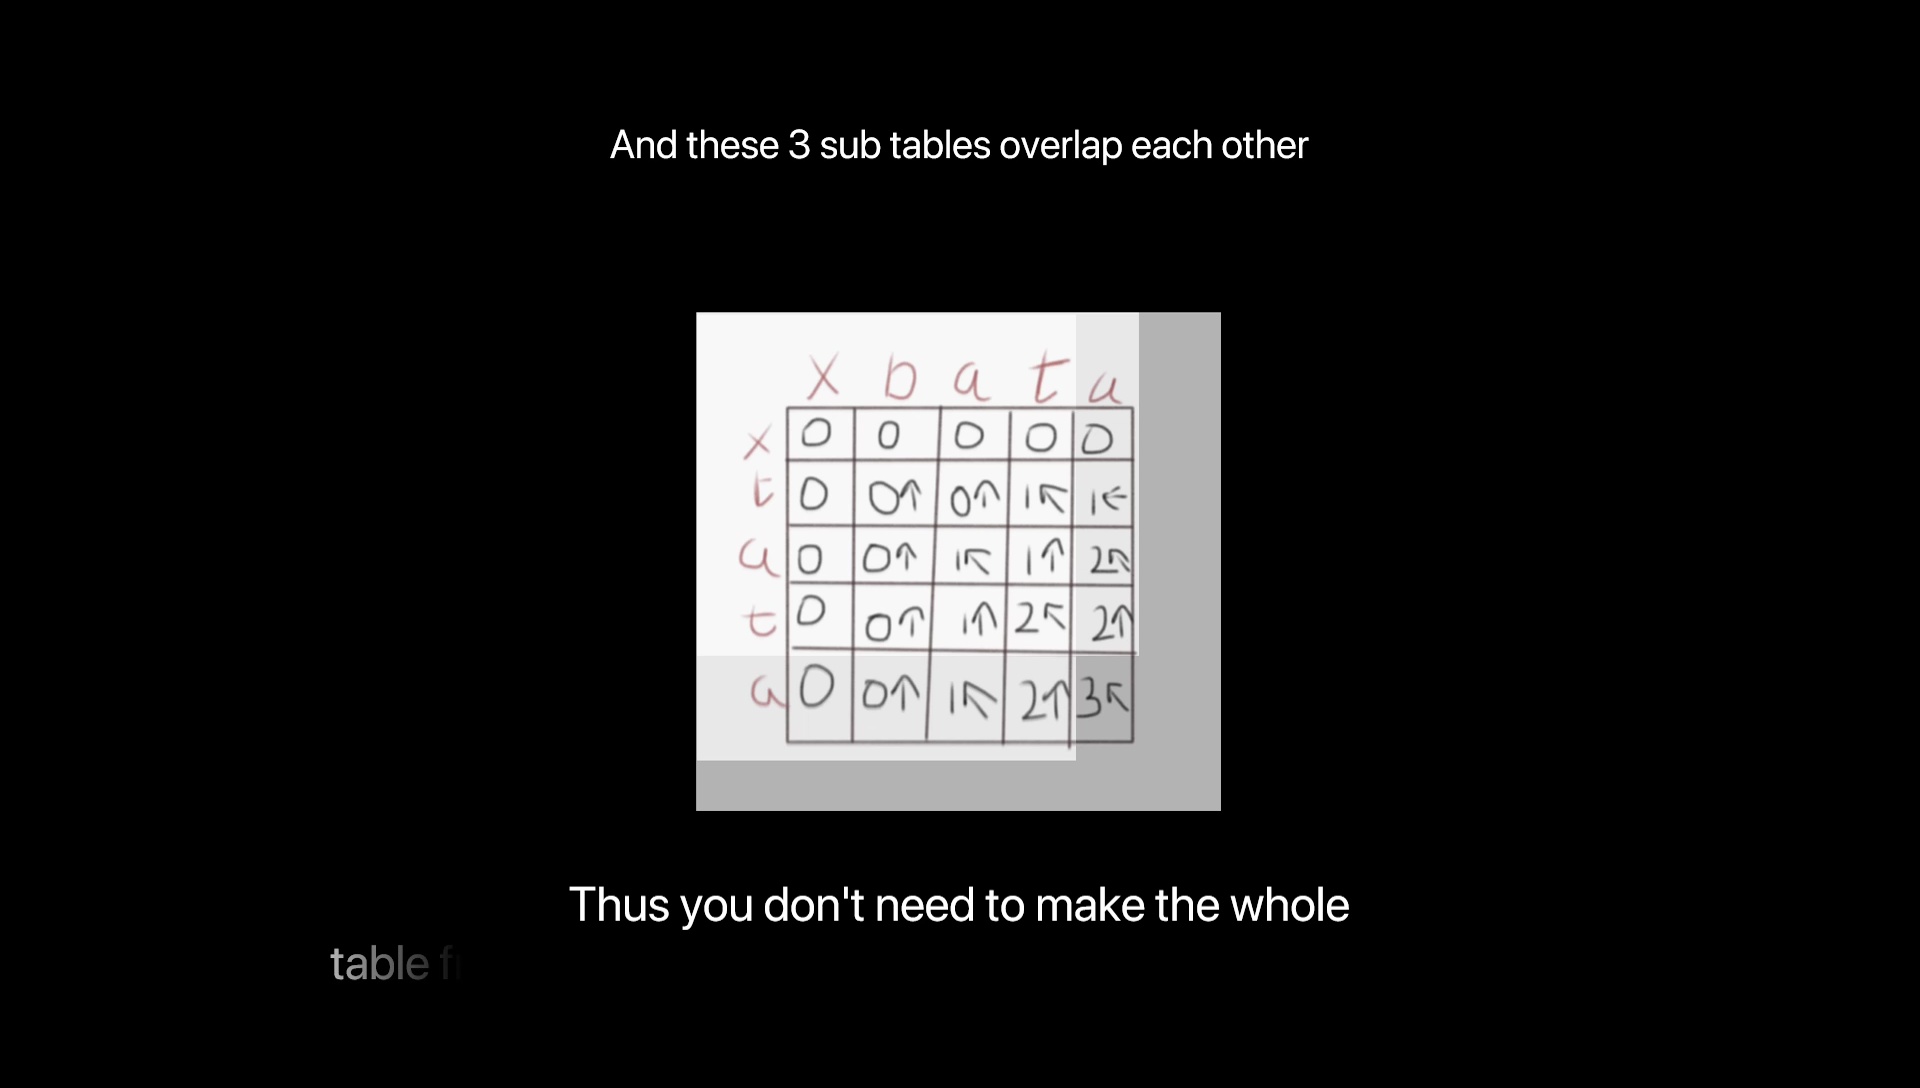 And these 3 sub tables overlap each other
x b a t a
x 0 0 0 0 0
t 0 0↑ 0↑ 1↖ 1←
a 0 0↑ 1↖ 1↑ 2↖
t 0 0↑ 1↑ 2↖ 2↑
a 0 0↑ 1↖ 2↑ 3↖
Thus you don't need to make the whole
table